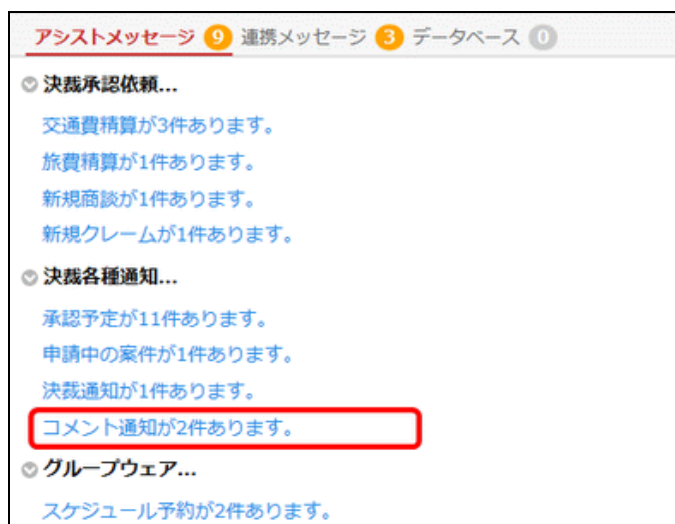 アシストメッセージ 9 連携メッセージ 3 データベース 0
決裁承認依頼...
交通費精算が3件あります。
旅費精算が1件あります。
新規商談が1件あります。
新規クレームが1件あります。
決裁各種通知...
承認予定が11件あります。
申請中の案件が1件あります。
決裁通知が1件あります。
コメント通知が2件あります。
グループウェア...
スケジュール予約が2件あります。